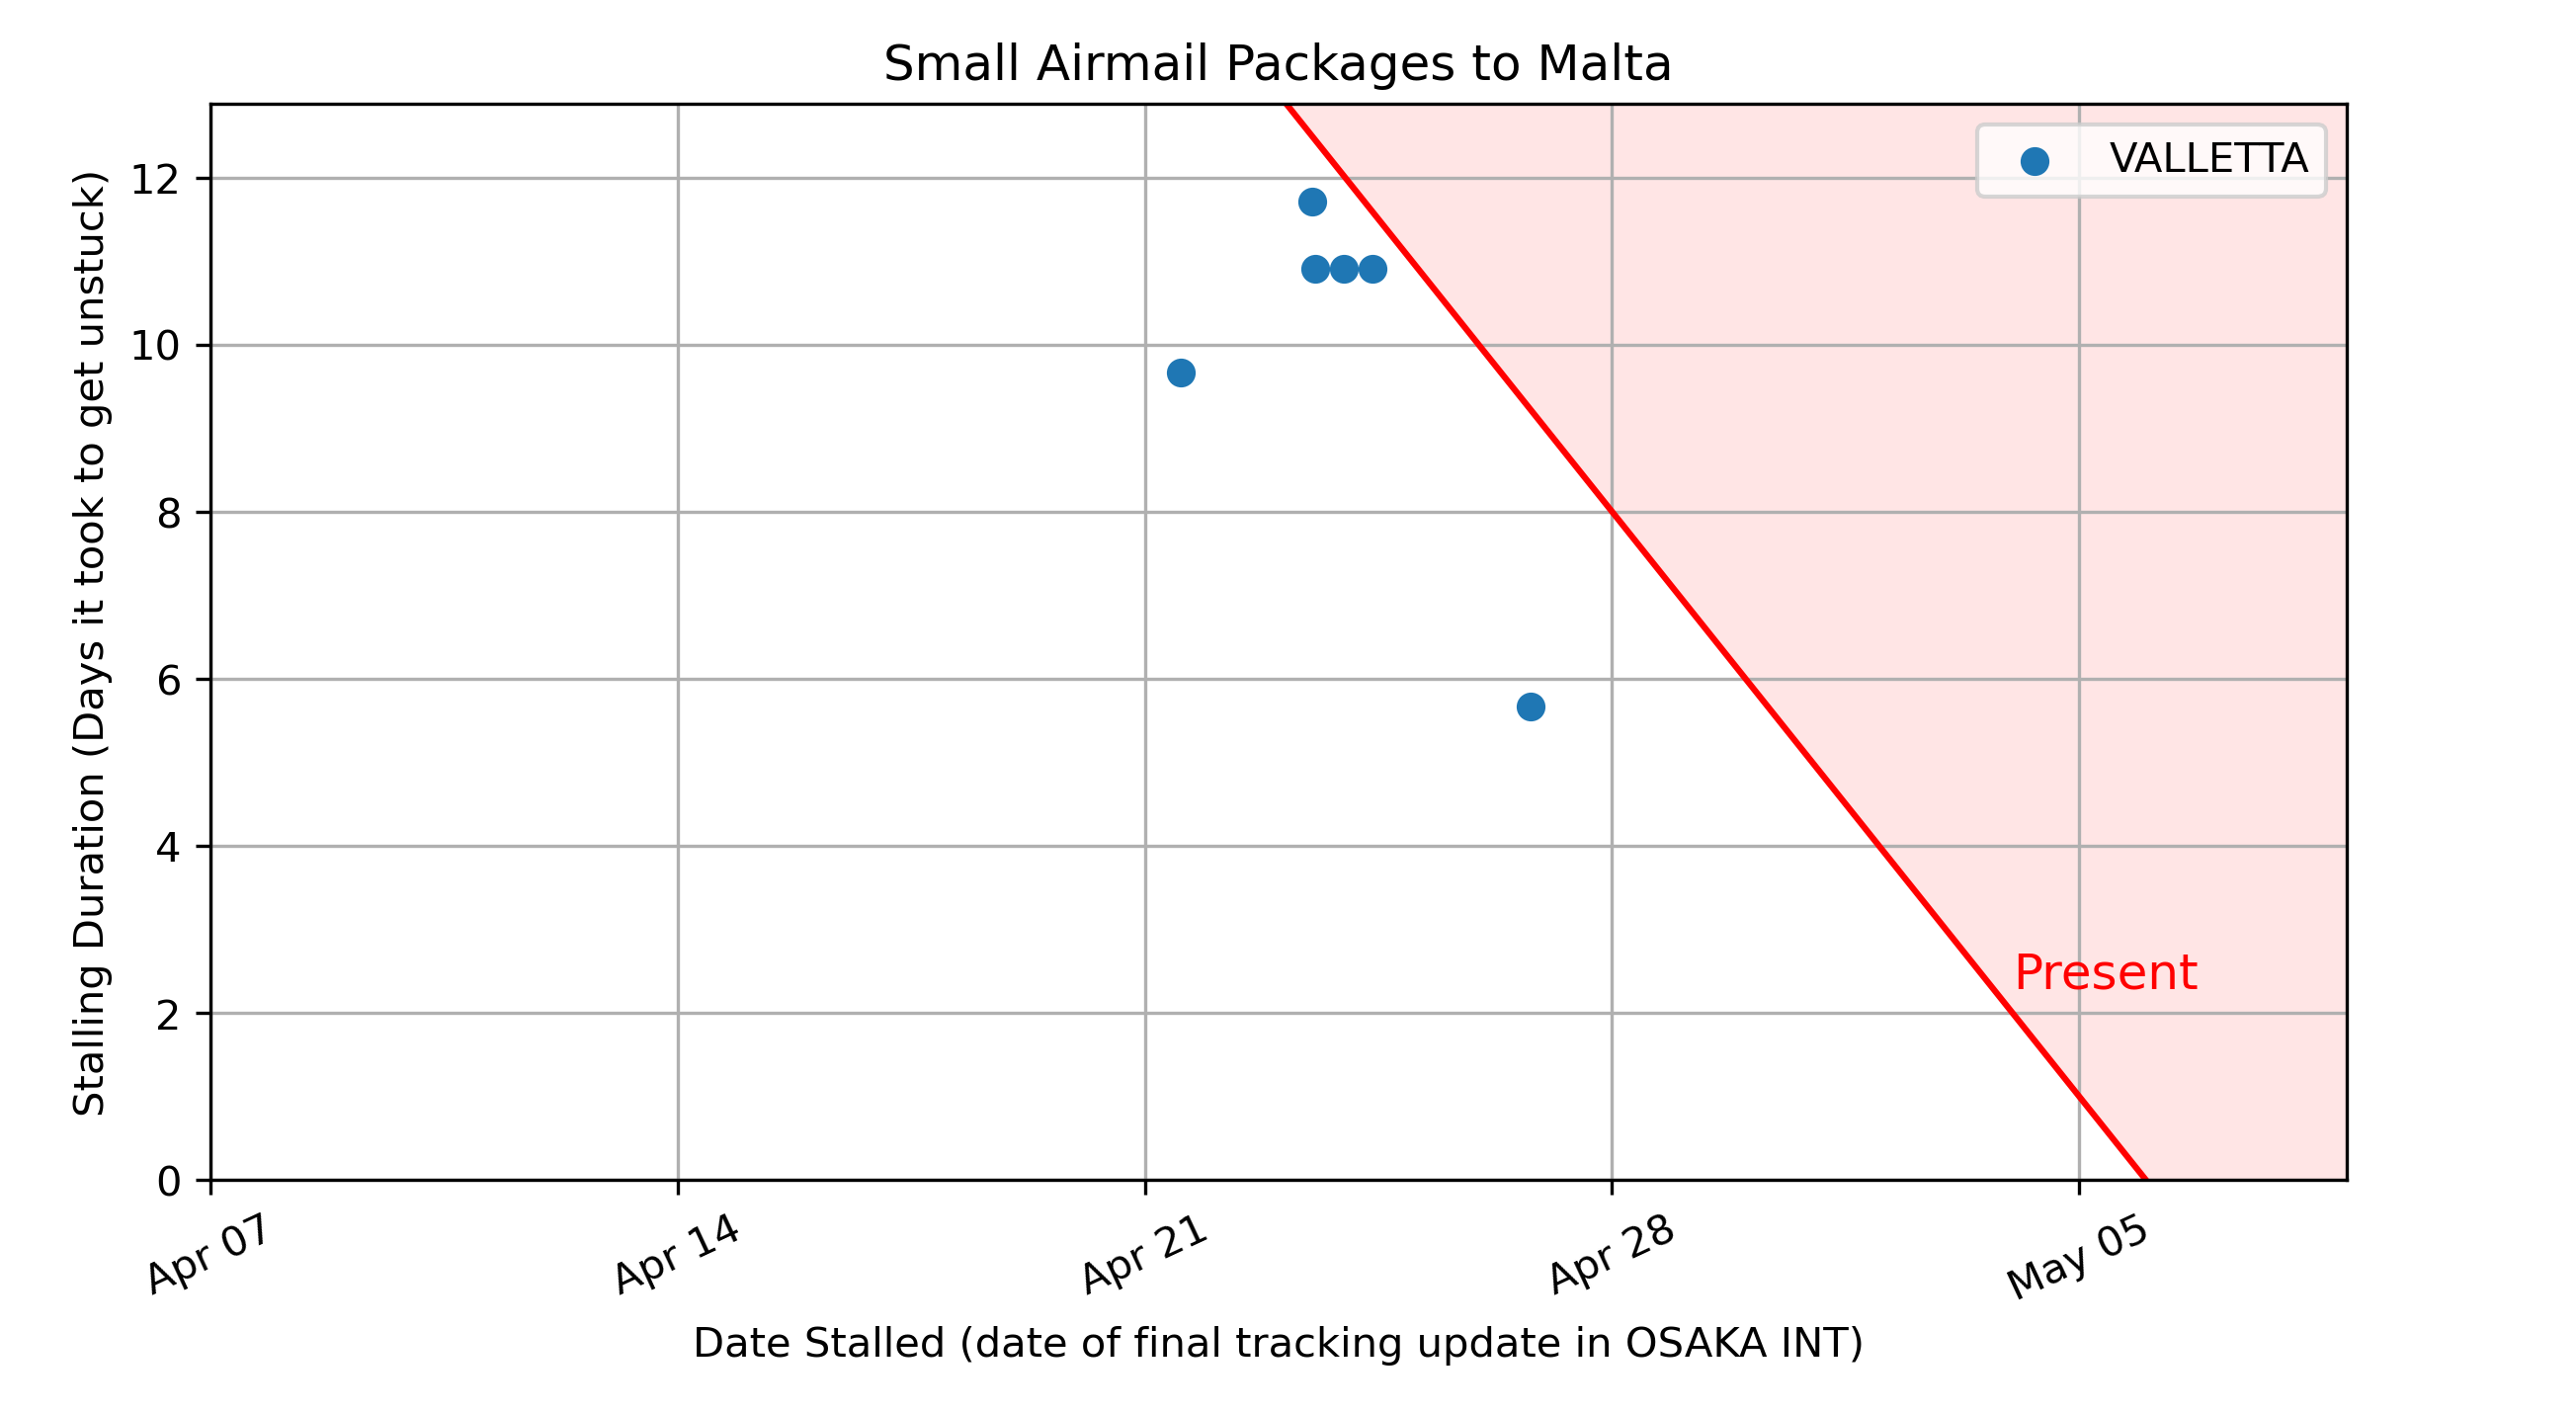 Small Airmail Packages to Malta
VALLETTA
Stalling Duration (Days it took to get unstuck)
12
10
8
6
4
2
0
Present
Apr 07
Apr 14
Apr 21
Apr 28
May 05
Date Stalled (date of final tracking update in OSAKA INT)